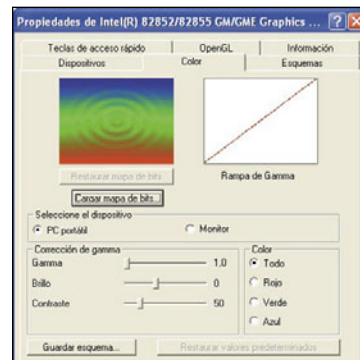 Propiedades de Intel(R) 82852/82855 GM/GME Graphics ...
Teclas de acceso rápido OpenGL Información
Dispositivos Color Esquemas
Restaurar mapa de bits
Rampa de Gamma
Cargar mapa de bits...
Seleccione el dispositivo
PC portátil Monitor
Corrección de gamma Color
Gamma 1,0 Todo
Brillo 0 Rojo
Contraste 50 Verde
Azul
Guardar esquema... Restaurar valores predeterminados